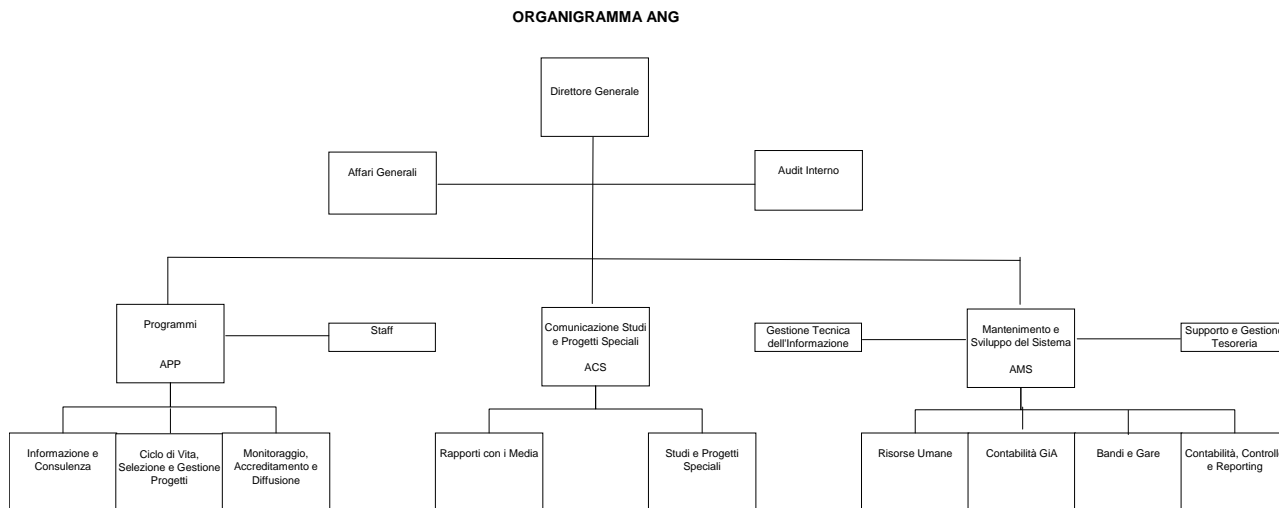 ORGANIGRAMMA ANG
Direttore Generale
Affari Generali
Audit Interno
Programmi
APP
Staff
Comunicazione Studi
e Progetti Speciali
ACS
Gestione Tecnica
dell'Informazione
Mantenimento e
Sviluppo del Sistema
AMS
Supporto e Gestione
Tesoreria
Informazione e
Consulenza
Ciclo di Vita,
Selezione e Gestione
Progetti
Monitoraggio,
Accreditamento e
Diffusione
Rapporti con i Media
Studi e Progetti
Speciali
Risorse Umane
Contabilità GiA
Bandi e Gare
Contabilità, Controllo
e Reporting